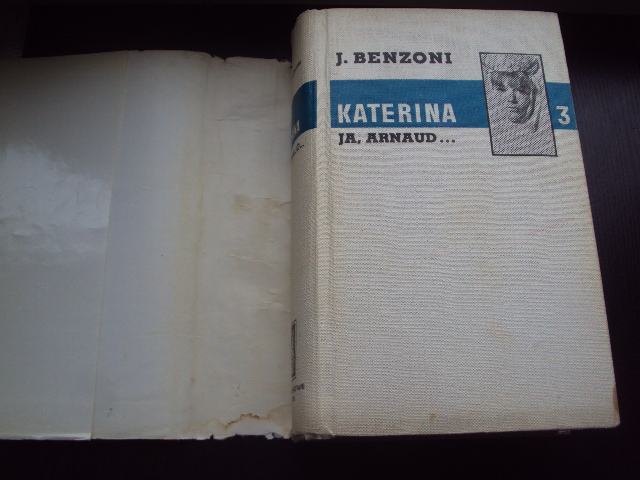 J. BENZONI
KATERINA 3
JA, ARNAUD...